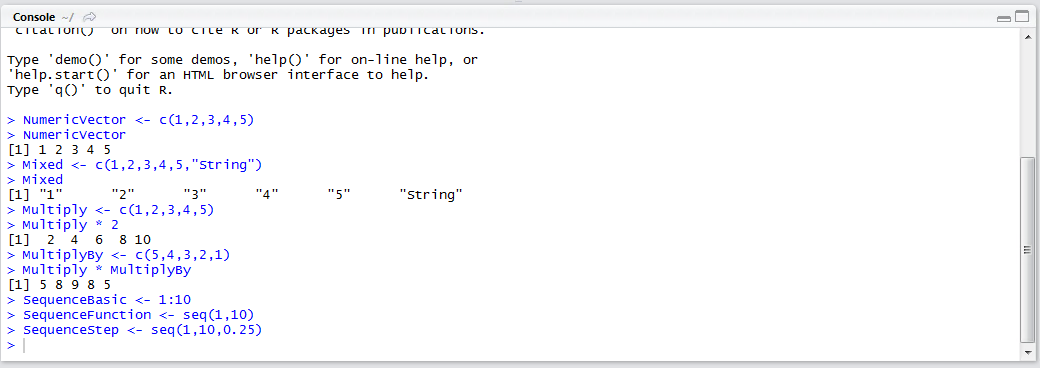 Console ~/
'citation()' on how to cite R or R packages in publications.
Type 'demo()' for some demos, 'help()' for on-line help, or
'help.start()' for an HTML browser interface to help.
Type 'q()' to quit R.
> NumericVector <- c(1,2,3,4,5)
> NumericVector
[1] 1 2 3 4 5
> Mixed <- c(1,2,3,4,5,"String")
> Mixed
[1] "1"      "2"      "3"      "4"      "5"      "String"
> Multiply <- c(1,2,3,4,5)
> Multiply * 2
[1]  2  4  6  8 10
> MultiplyBy <- c(5,4,3,2,1)
> Multiply * MultiplyBy
[1] 5 8 9 8 5
> SequenceBasic <- 1:10
> SequenceFunction <- seq(1,10)
> SequenceStep <- seq(1,10,0.25)
>